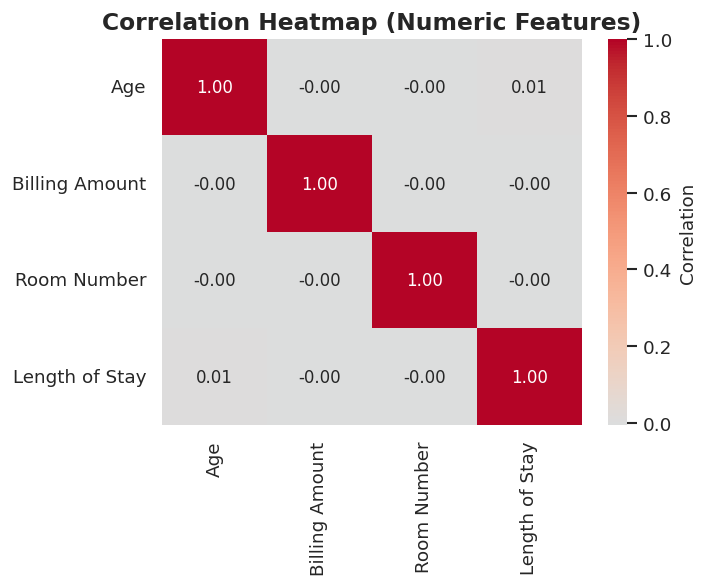 Correlation Heatmap (Numeric Features)
Age 1.00 -0.00 -0.00 0.01
Billing Amount -0.00 1.00 -0.00 -0.00
Room Number -0.00 -0.00 1.00 -0.00
Length of Stay 0.01 -0.00 -0.00 1.00
Age
Billing Amount
Room Number
Length of Stay
1.0
0.8
0.6
0.4
0.2
0.0
Correlation